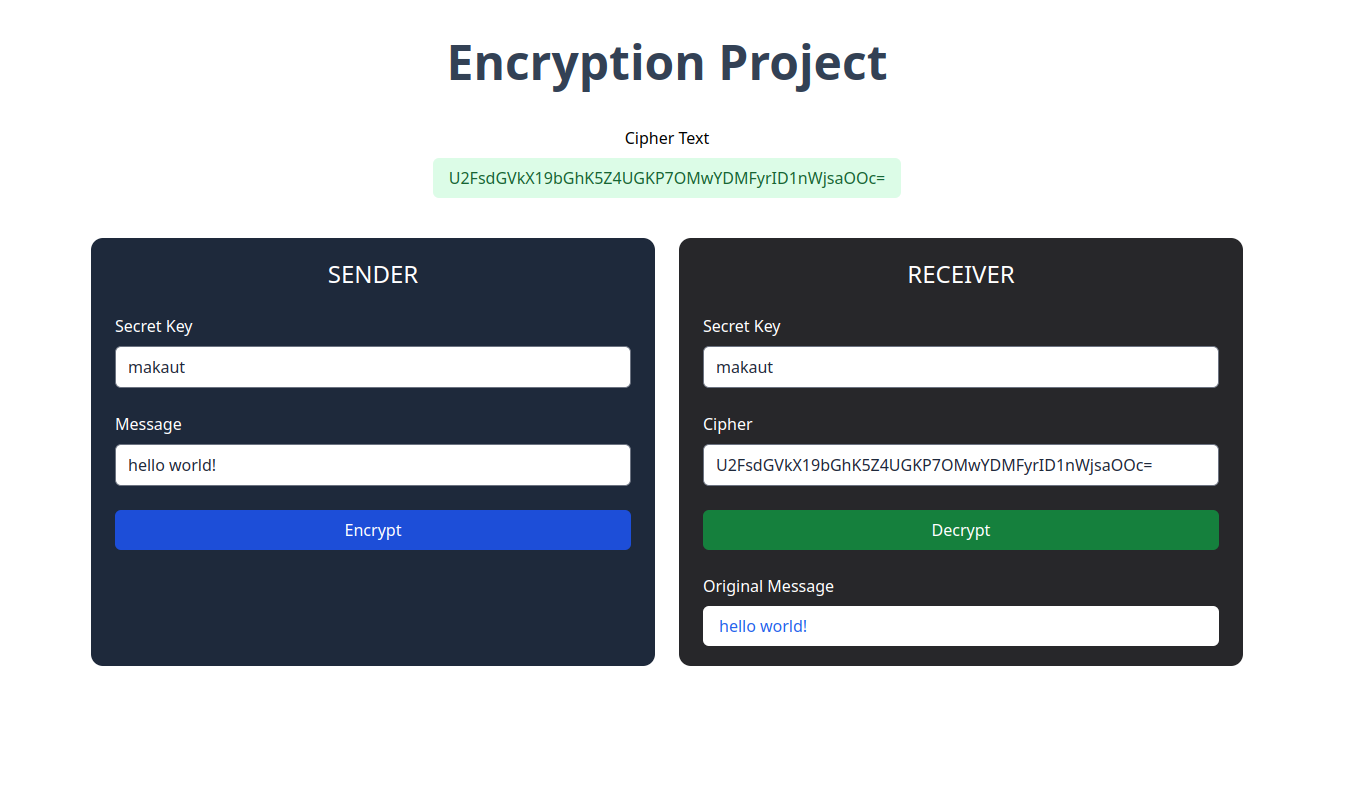 Encryption Project
Cipher Text
U2FsdGVkX19bGhK5Z4UGKP7OMwYDMFyrID1nWjsaOOc=
SENDER
Secret Key
makaut
Message
hello world!
Encrypt
RECEIVER
Secret Key
makaut
Cipher
U2FsdGVkX19bGhK5Z4UGKP7OMwYDMFyrID1nWjsaOOc=
Decrypt
Original Message
hello world!